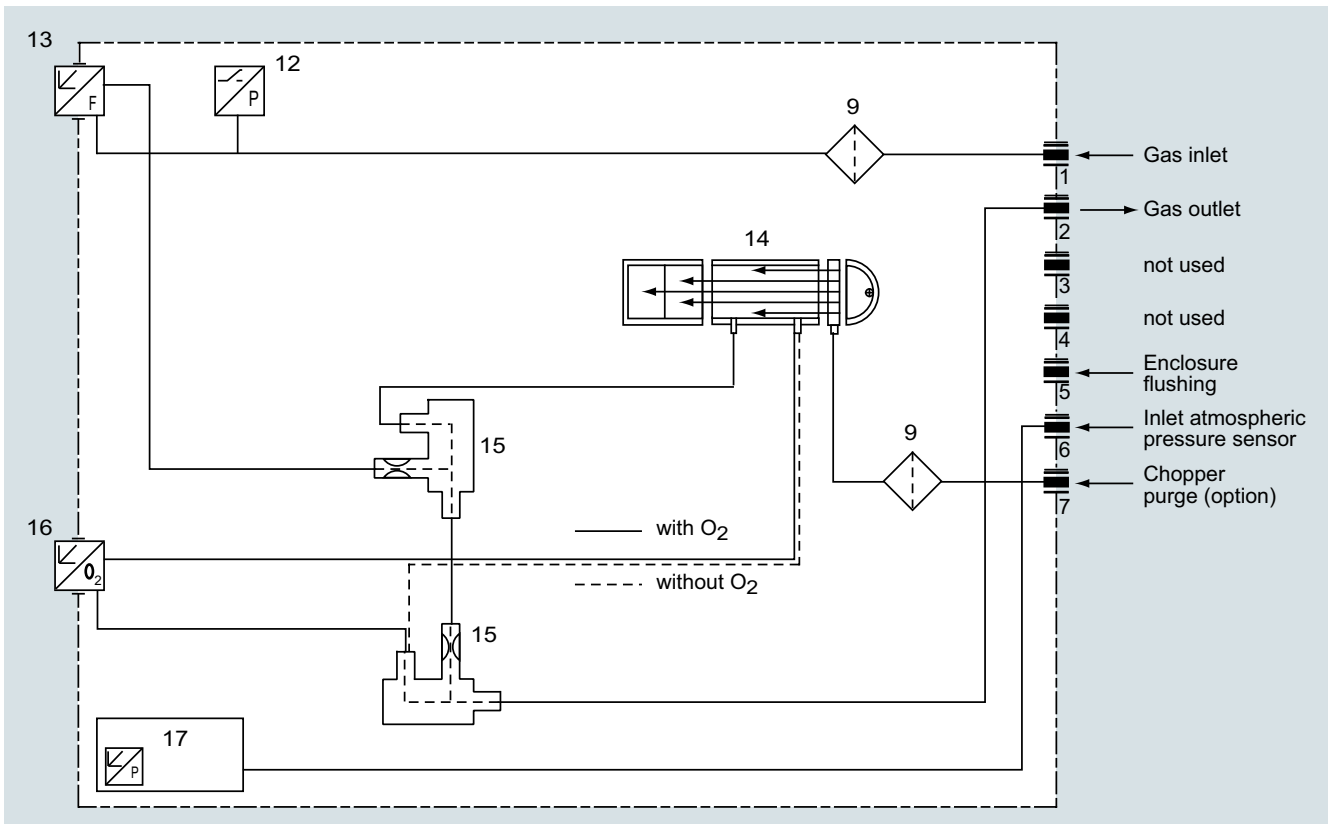 13
12
F
P
9
1
Gas inlet
2
Gas outlet
14
3
not used
4
not used
5
Enclosure
flushing
15
9
6
Inlet atmospheric
pressure sensor
7
Chopper
purge (option)
16
with O2
O2
without O2
15
17
P